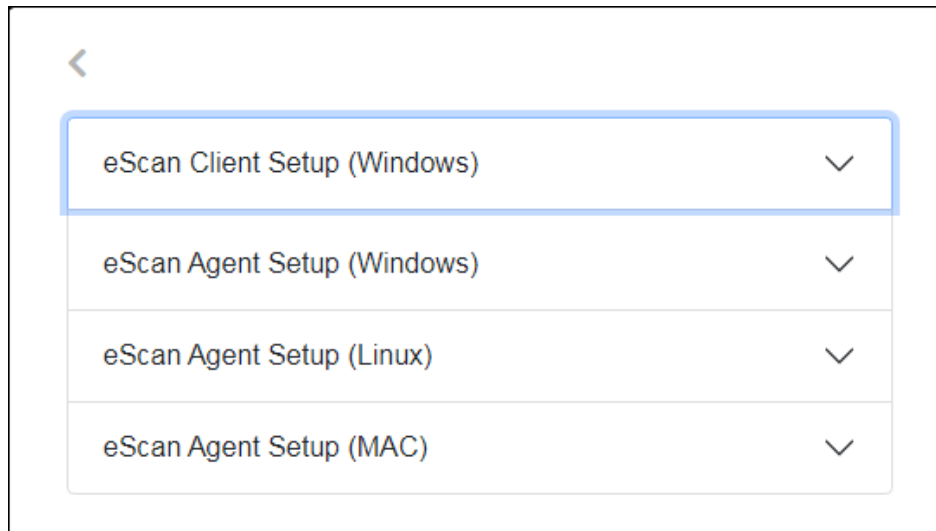 eScan Client Setup (Windows)
eScan Agent Setup (Windows)
eScan Agent Setup (Linux)
eScan Agent Setup (MAC)